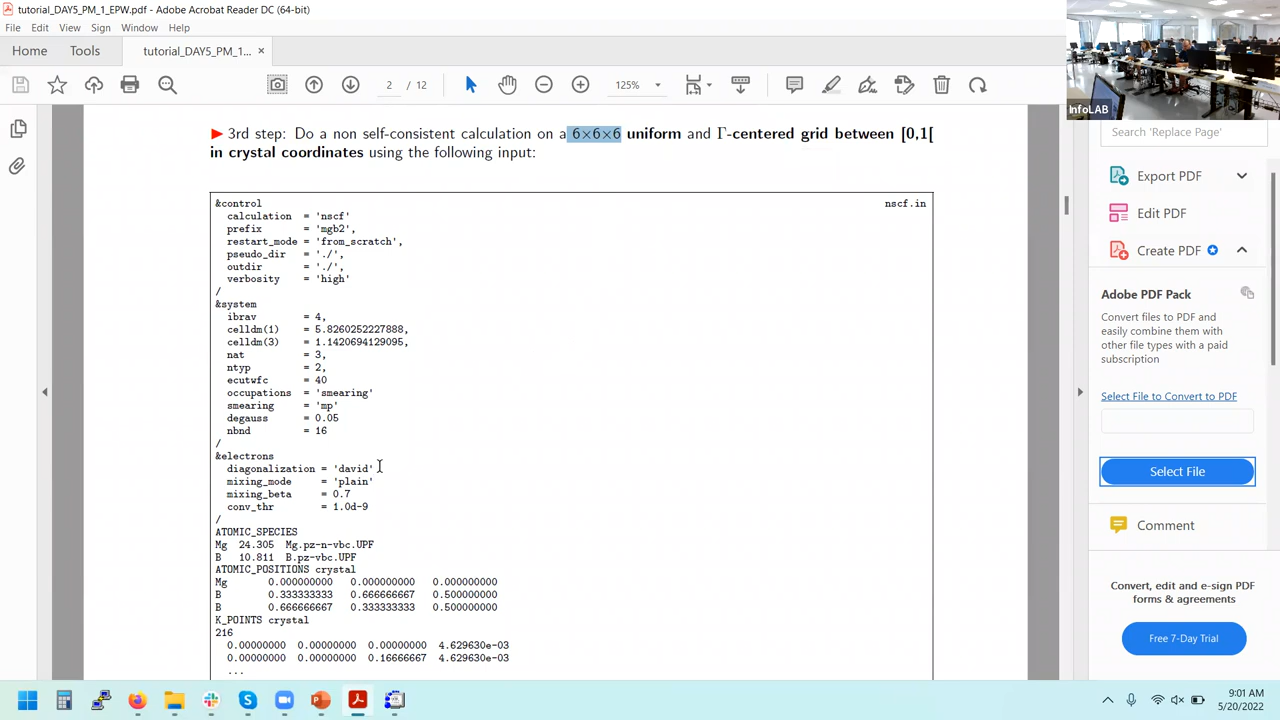 tutorial_DAY5_PM_1_EPW.pdf - Adobe Acrobat Reader DC (64-bit)
File Edit View Sign Window Help
Home Tools tutorial_DAY5_PM_1_... ×
2 / 12 125%
InfoLAB
▶ 3rd step: Do a non self-consistent calculation on a 6×6×6 uniform and Γ-centered grid between [0,1[
in crystal coordinates using the following input:
&control nscf.in
calculation = 'nscf'
prefix = 'mgb2',
restart_mode = 'from_scratch',
pseudo_dir = './',
outdir = './',
verbosity = 'high'
/
&system
ibrav = 4,
celldm(1) = 5.8260252227888,
celldm(3) = 1.1420694129095,
nat = 3,
ntyp = 2,
ecutwfc = 40
occupations = 'smearing'
smearing = 'mp'
degauss = 0.05
nbnd = 16
/
&electrons
diagonalization = 'david'
mixing_mode = 'plain'
mixing_beta = 0.7
conv_thr = 1.0d-9
/
ATOMIC_SPECIES
Mg 24.305 Mg.pz-n-vbc.UPF
B 10.811 B.pz-vbc.UPF
ATOMIC_POSITIONS crystal
Mg 0.000000000 0.000000000 0.000000000
B 0.333333333 0.666666667 0.500000000
B 0.666666667 0.333333333 0.500000000
K_POINTS crystal
216
0.00000000 0.00000000 0.00000000 4.629630e-03
0.00000000 0.00000000 0.16666667 4.629630e-03
...
Search 'Replace Page'
Export PDF
Edit PDF
Create PDF
Adobe PDF Pack
Convert files to PDF and
easily combine them with
other file types with a paid
subscription
Select File to Convert to PDF
Select File
Comment
Convert, edit and e-sign PDF
forms & agreements
Free 7-Day Trial
9:01 AM
5/20/2022